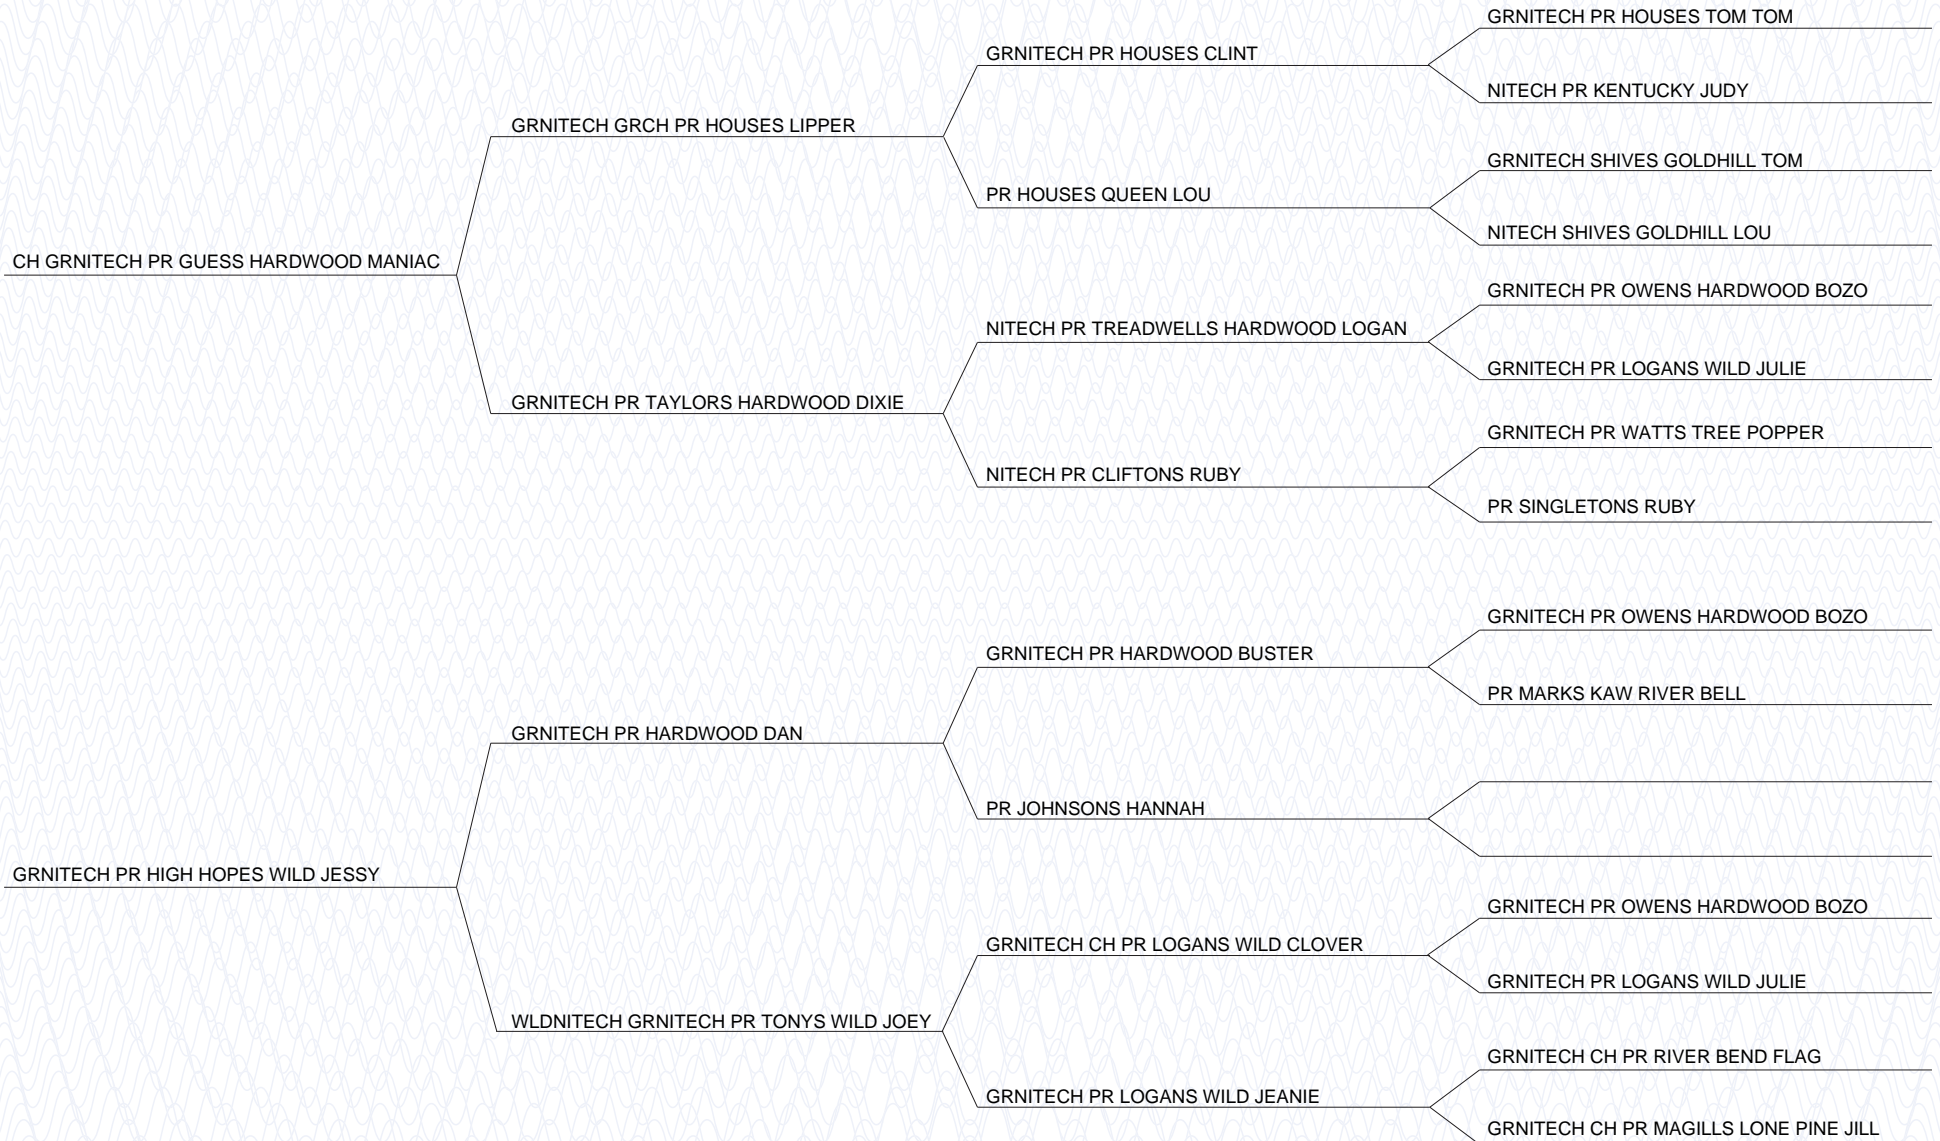 GRNITECH PR HOUSES TOM TOM
GRNITECH PR HOUSES CLINT
NITECH PR KENTUCKY JUDY
GRNITECH GRCH PR HOUSES LIPPER
GRNITECH SHIVES GOLDHILL TOM
PR HOUSES QUEEN LOU
NITECH SHIVES GOLDHILL LOU
CH GRNITECH PR GUESS HARDWOOD MANIAC
GRNITECH PR OWENS HARDWOOD BOZO
NITECH PR TREADWELLS HARDWOOD LOGAN
GRNITECH PR LOGANS WILD JULIE
GRNITECH PR TAYLORS HARDWOOD DIXIE
GRNITECH PR WATTS TREE POPPER
NITECH PR CLIFTONS RUBY
PR SINGLETONS RUBY
GRNITECH PR OWENS HARDWOOD BOZO
GRNITECH PR HARDWOOD BUSTER
PR MARKS KAW RIVER BELL
GRNITECH PR HARDWOOD DAN
PR JOHNSONS HANNAH
GRNITECH PR HIGH HOPES WILD JESSY
GRNITECH PR OWENS HARDWOOD BOZO
GRNITECH CH PR LOGANS WILD CLOVER
GRNITECH PR LOGANS WILD JULIE
WLDNITECH GRNITECH PR TONYS WILD JOEY
GRNITECH CH PR RIVER BEND FLAG
GRNITECH PR LOGANS WILD JEANIE
GRNITECH CH PR MAGILLS LONE PINE JILL